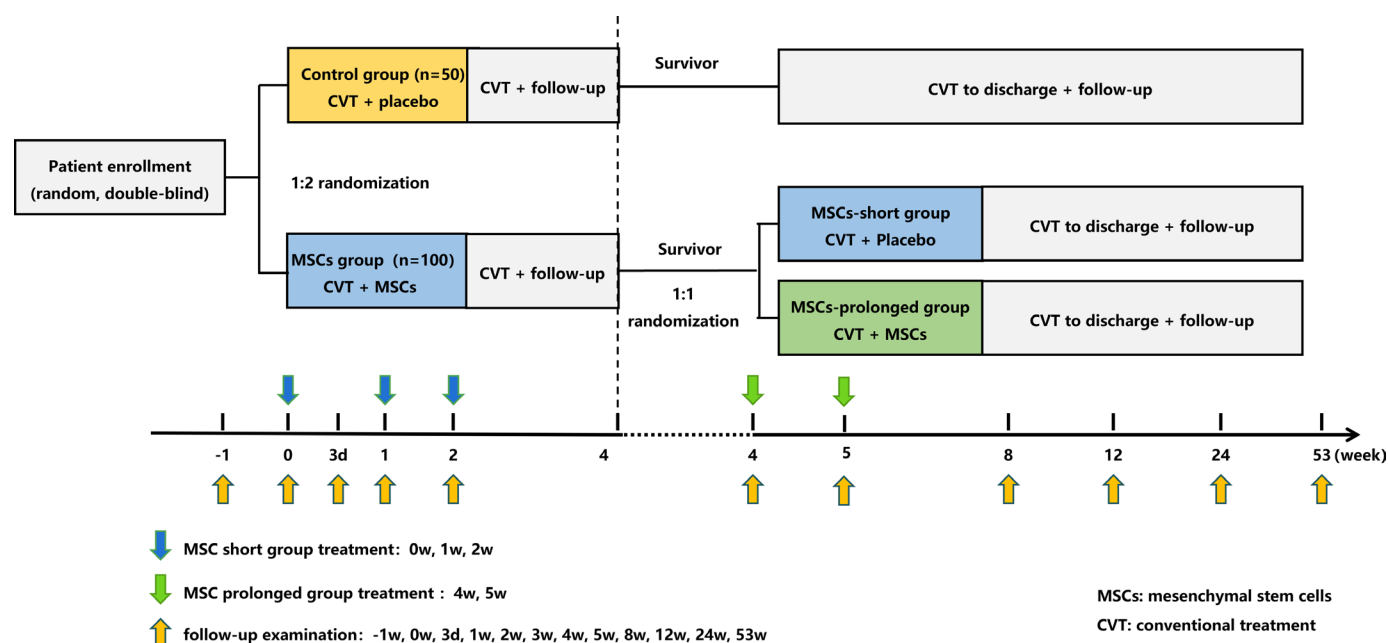 Patient enrollment
(random, double-blind)
1:2 randomization
Control group (n=50)
CVT + placebo
CVT + follow-up
Survivor
CVT to discharge + follow-up
MSCs group (n=100)
CVT + MSCs
CVT + follow-up
Survivor
1:1
randomization
MSCs-short group
CVT + Placebo
CVT to discharge + follow-up
MSCs-prolonged group
CVT + MSCs
CVT to discharge + follow-up
-1 0 3d 1 2 4 4 5 8 12 24 53 (week)
MSC short group treatment: 0w, 1w, 2w
MSC prolonged group treatment : 4w, 5w
follow-up examination: -1w, 0w, 3d, 1w, 2w, 3w, 4w, 5w, 8w, 12w, 24w, 53w
MSCs: mesenchymal stem cells
CVT: conventional treatment